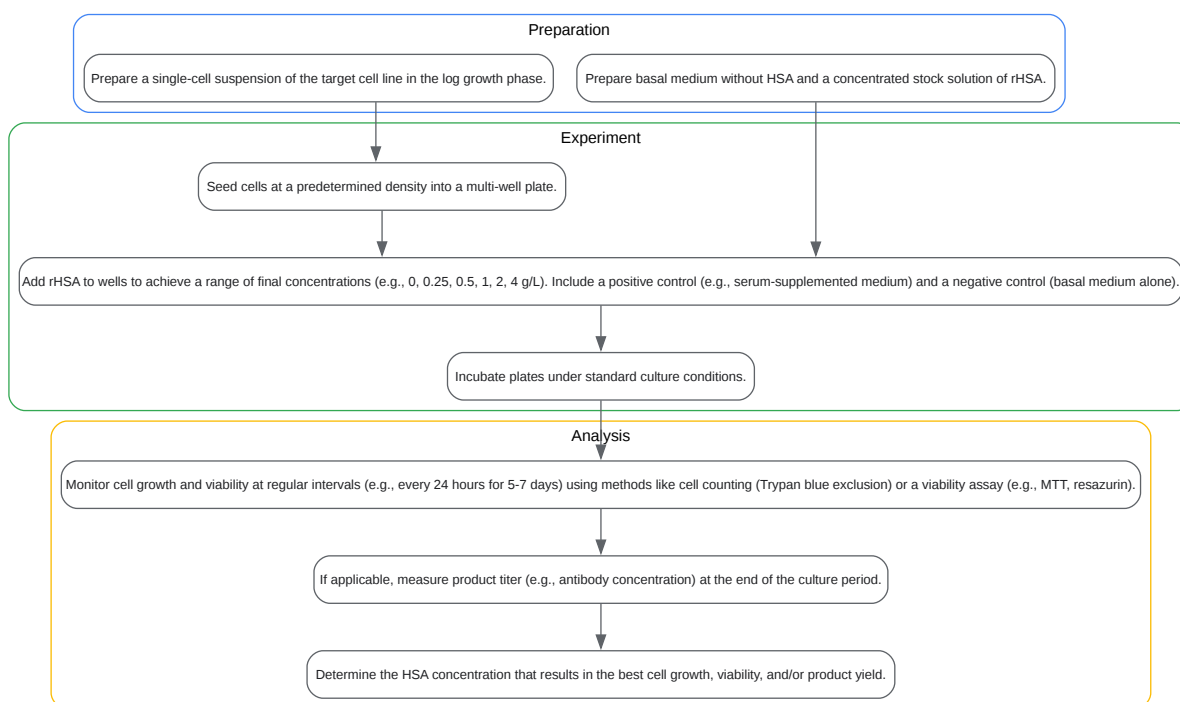 Preparation
Prepare a single-cell suspension of the target cell line in the log growth phase.
Prepare basal medium without HSA and a concentrated stock solution of rHSA.
Experiment
Seed cells at a predetermined density into a multi-well plate.
Add rHSA to wells to achieve a range of final concentrations (e.g., 0, 0.25, 0.5, 1, 2, 4 g/L). Include a positive control (e.g., serum-supplemented medium) and a negative control (basal medium alone).
Incubate plates under standard culture conditions.
Analysis
Monitor cell growth and viability at regular intervals (e.g., every 24 hours for 5-7 days) using methods like cell counting (Trypan blue exclusion) or a viability assay (e.g., MTT, resazurin).
If applicable, measure product titer (e.g., antibody concentration) at the end of the culture period.
Determine the HSA concentration that results in the best cell growth, viability, and/or product yield.